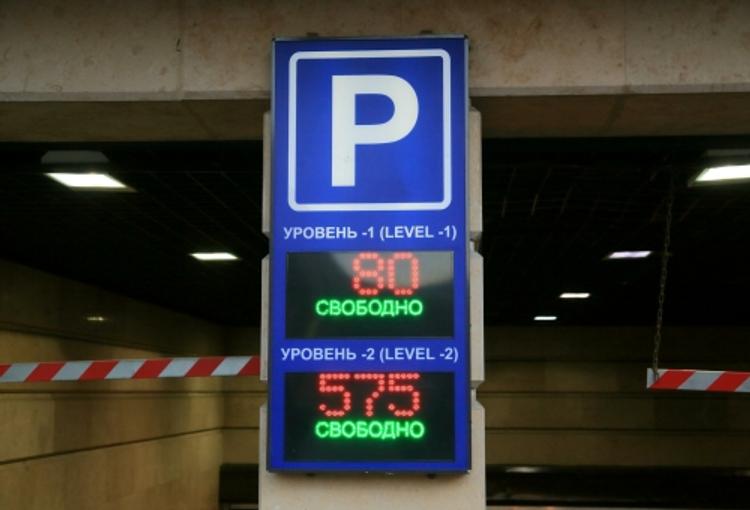 P
УРОВЕНЬ -1 (LEVEL -1)
80
СВОБОДНО
УРОВЕНЬ -2 (LEVEL -2)
575
СВОБОДНО